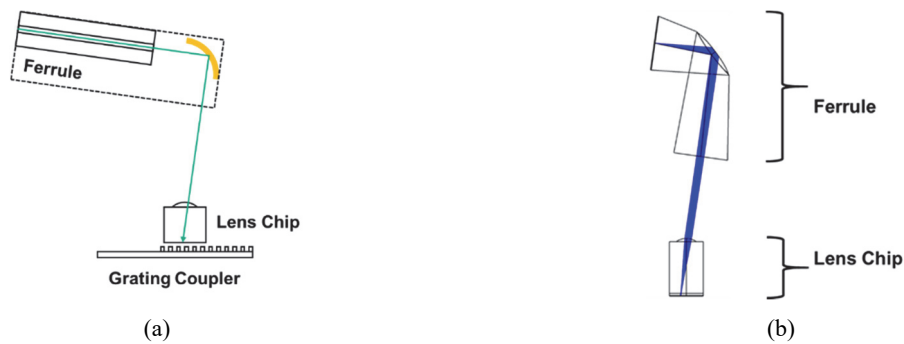 Ferrule
Lens Chip
Grating Coupler
(a)
Ferrule
Lens Chip
(b)